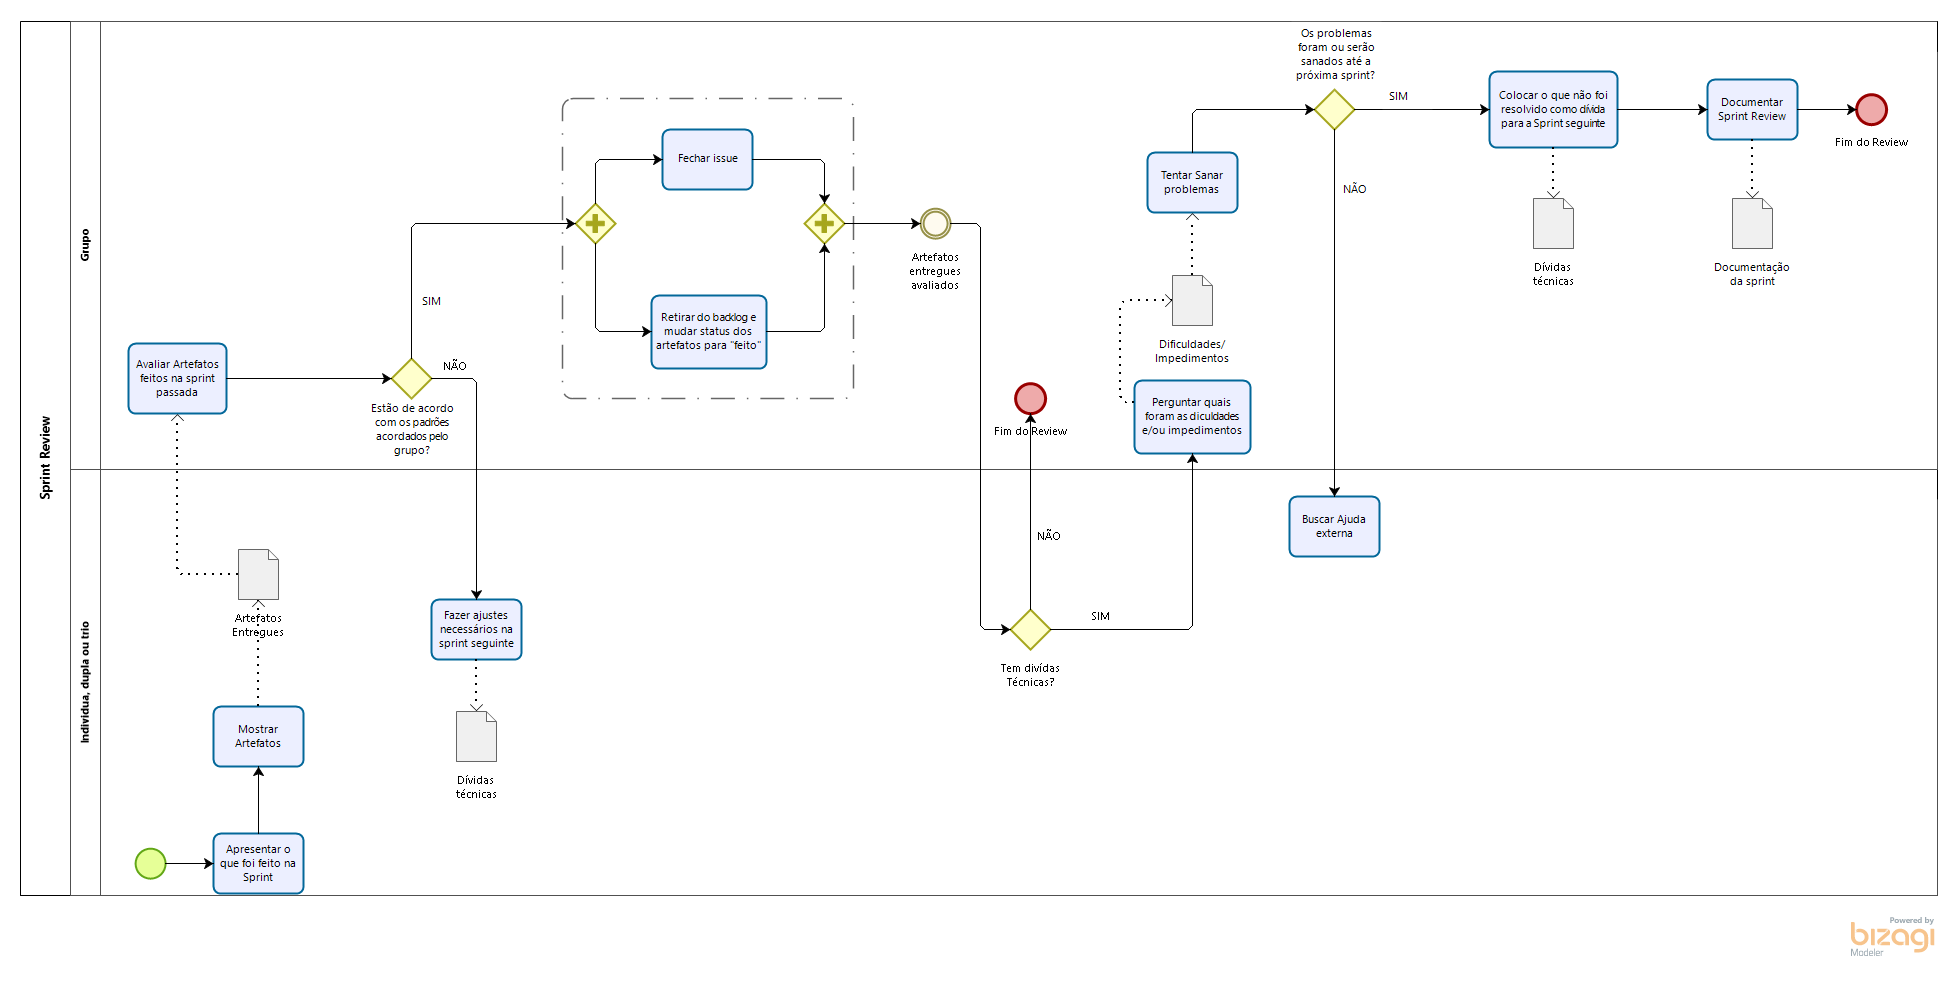 Sprint Review
Grupo
Individua, dupla ou trio
Os problemas
foram ou serão
sanados até a
próxima sprint?
SIM
NÃO
Colocar o que não foi
resolvido como dívida
para a Sprint seguinte
Documentar
Sprint Review
Fim do Review
Dívidas
técnicas
Documentação
da sprint
Tentar Sanar
problemas
Dificuldades/
Impedimentos
Perguntar quais
foram as diculdades
e/ou impedimentos
Fechar issue
Retirar do backlog e
mudar status dos
artefatos para "feito"
Artefatos
entregues
avaliados
SIM
NÃO
Avaliar Artefatos
feitos na sprint
passada
Estão de acordo
com os padrões
acordados pelo
grupo?
Fim do Review
NÃO
SIM
Tem divídas
Técnicas?
Buscar Ajuda
externa
Artefatos
Entregues
Fazer ajustes
necessários na
sprint seguinte
Dívidas
técnicas
Mostrar
Artefatos
Apresentar o
que foi feito na
Sprint
Powered by
bizagi
Modeler